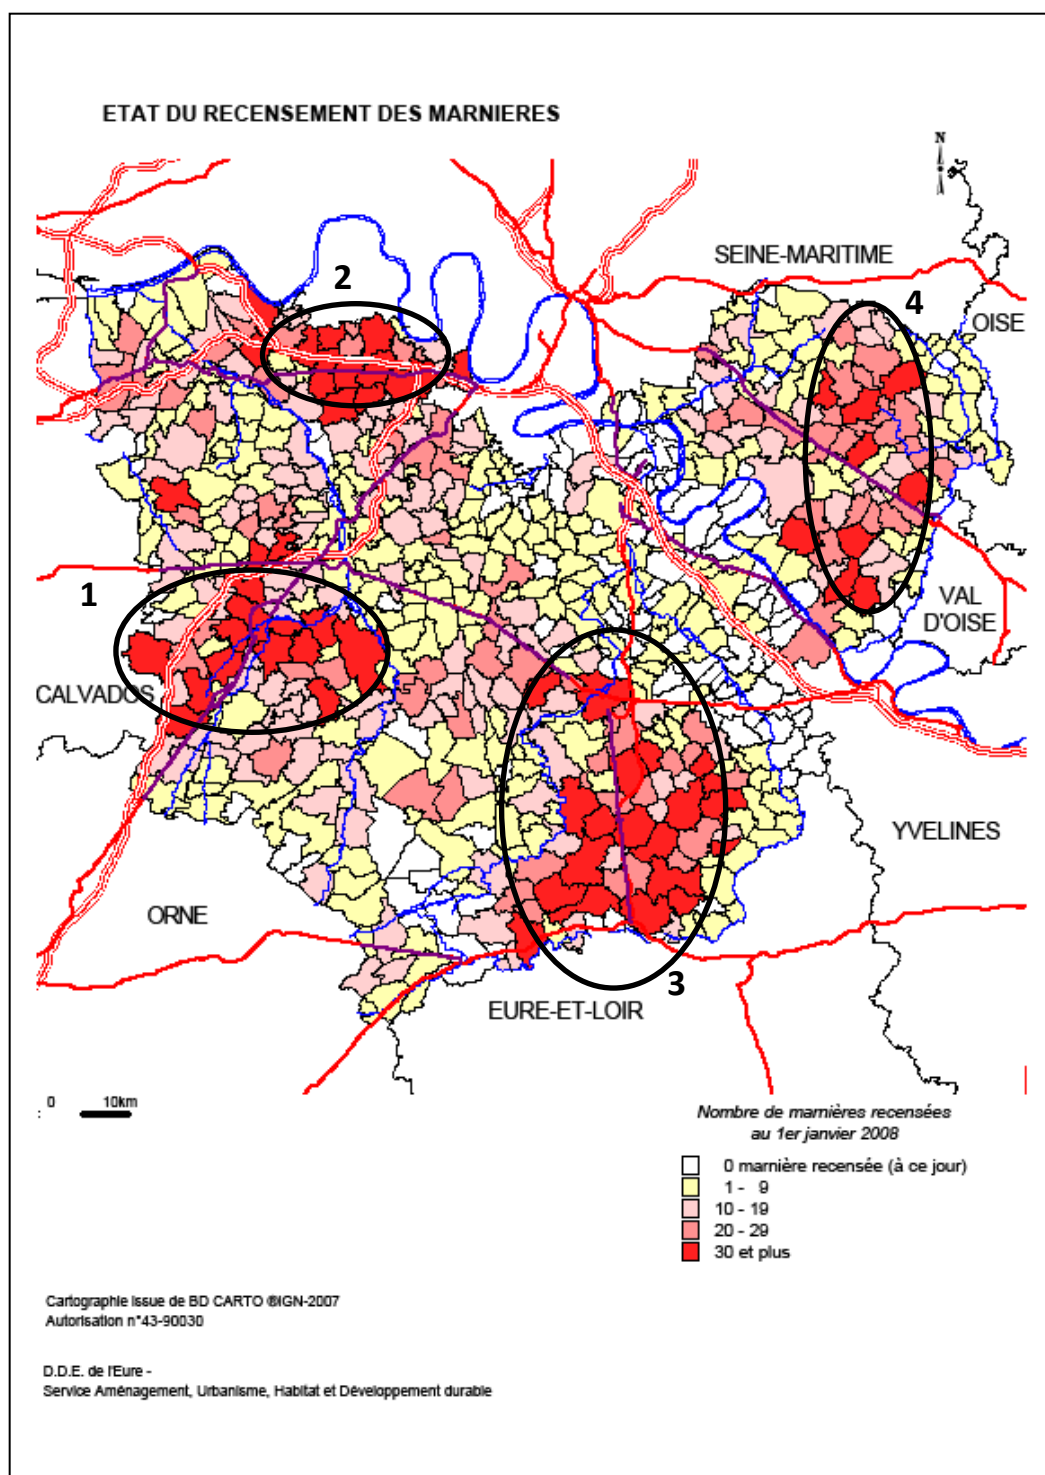 ETAT DU RECENSEMENT DES MARNIERES
N
SEINE-MARITIME
2
4
OISE
1
VAL
D'OISE
CALVADOS
YVELINES
ORNE
3
EURE-ET-LOIR
0 10km
:
Nombre de marnières recensées
au 1er janvier 2008
0 marnière recensée (à ce jour)
1 - 9
10 - 19
20 - 29
30 et plus
Cartographie issue de BD CARTO ®IGN-2007
Autorisation n°43-90030
D.D.E. de l'Eure -
Service Aménagement, Urbanisme, Habitat et Développement durable